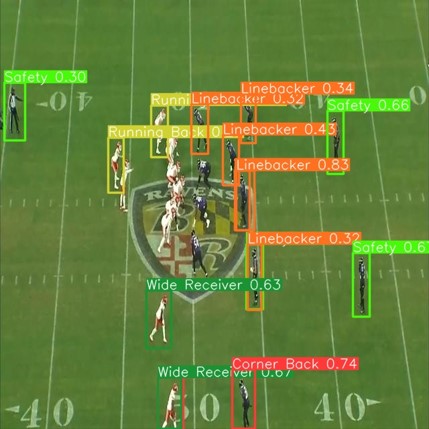 Safety 0.30
Linebacker 0.34
Runni
Linebacker 0.32
40
Safety 0.66
Running Back 0
Linebacker 0.43
Linebacker 0.83
RAVENS
B
R
Linebacker 0.32
Safety 0.61
Wide Receiver 0.63
Corner Back 0.74
Wide Receiver 0.67
40
50
40